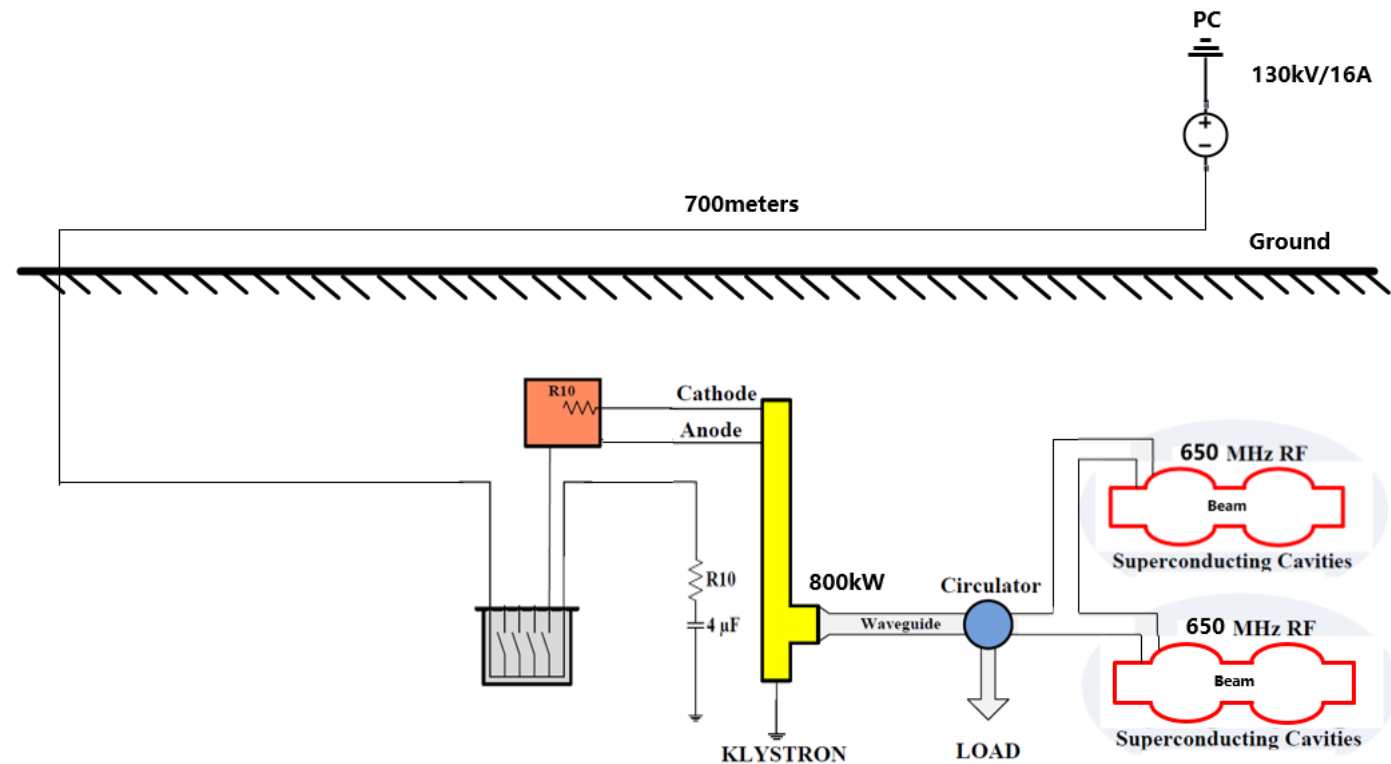 PC
130kV/16A
+
−
700meters
Ground
R10
Cathode
Anode
650 MHz RF
Beam
Superconducting Cavities
R10
4 µF
800kW
Circulator
Waveguide
650 MHz RF
Beam
Superconducting Cavities
KLYSTRON
LOAD